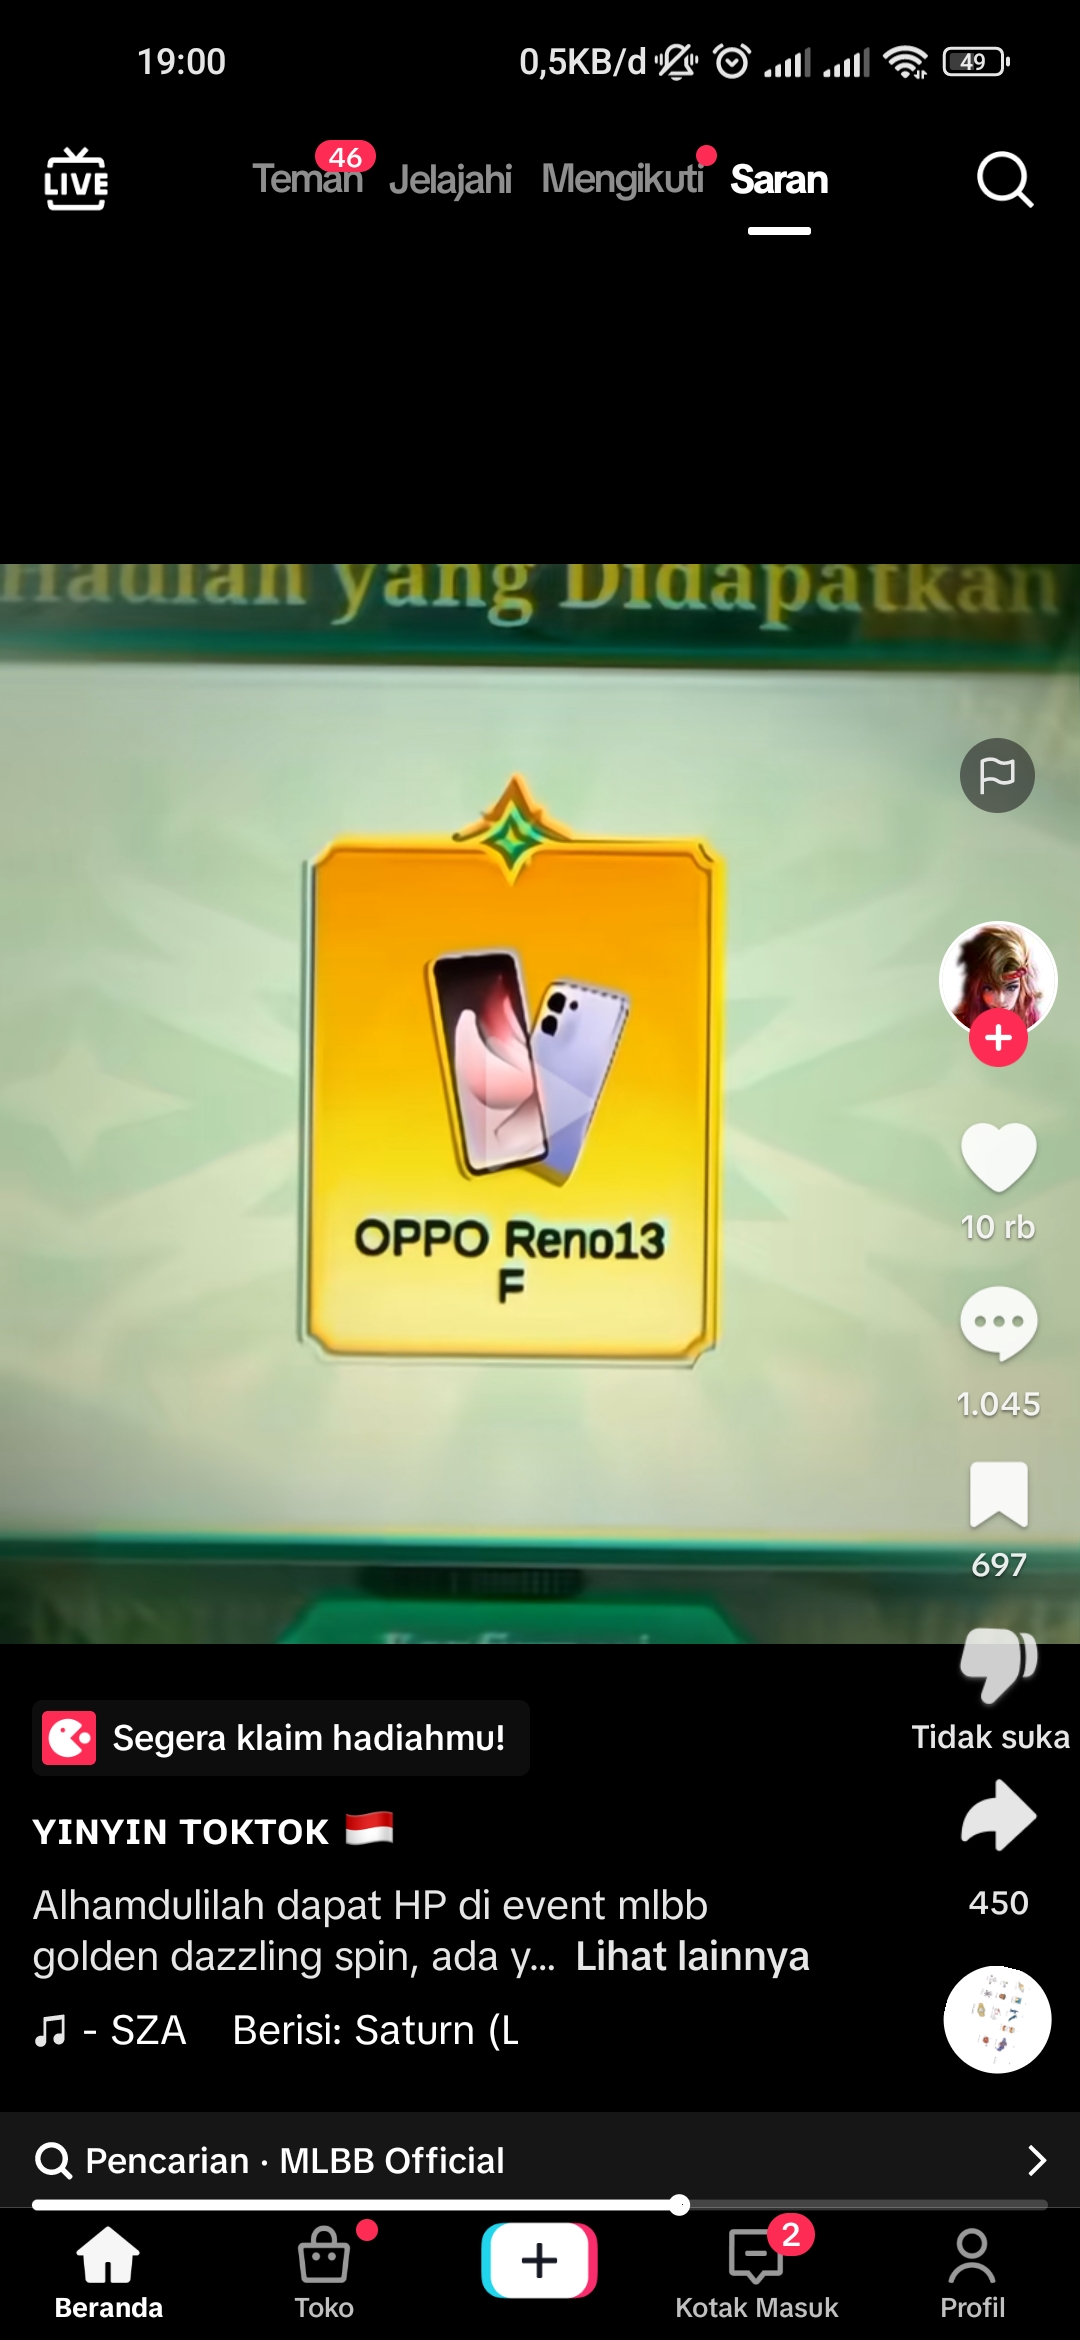 19:00
0,5KB/d
49
LIVE
Teman
46
Jelajahi
Mengikuti
Saran
Hadiah yang Didapatkan
OPPO Reno13
F
10 rb
1.045
697
Tidak suka
450
Segera klaim hadiahmu!
YINYIN TOKTOK
Alhamdulilah dapat HP di event mlbb
golden dazzling spin, ada y... Lihat lainnya
- SZA Berisi: Saturn (L
Pencarian · MLBB Official
Beranda
Toko
2
Kotak Masuk
Profil